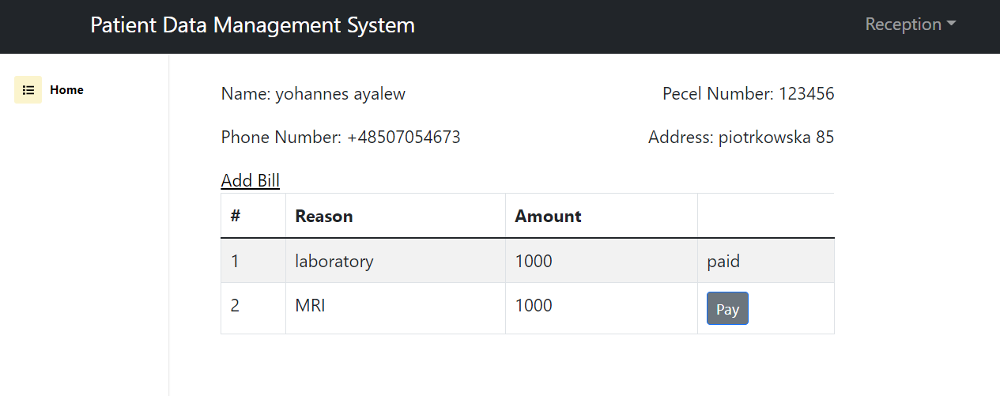 Patient Data Management System Reception
Home
Name: yohannes ayalew Pecel Number: 123456
Phone Number: +48507054673 Address: piotrkowska 85
Add Bill
# Reason Amount
1 laboratory 1000 paid
2 MRI 1000 Pay